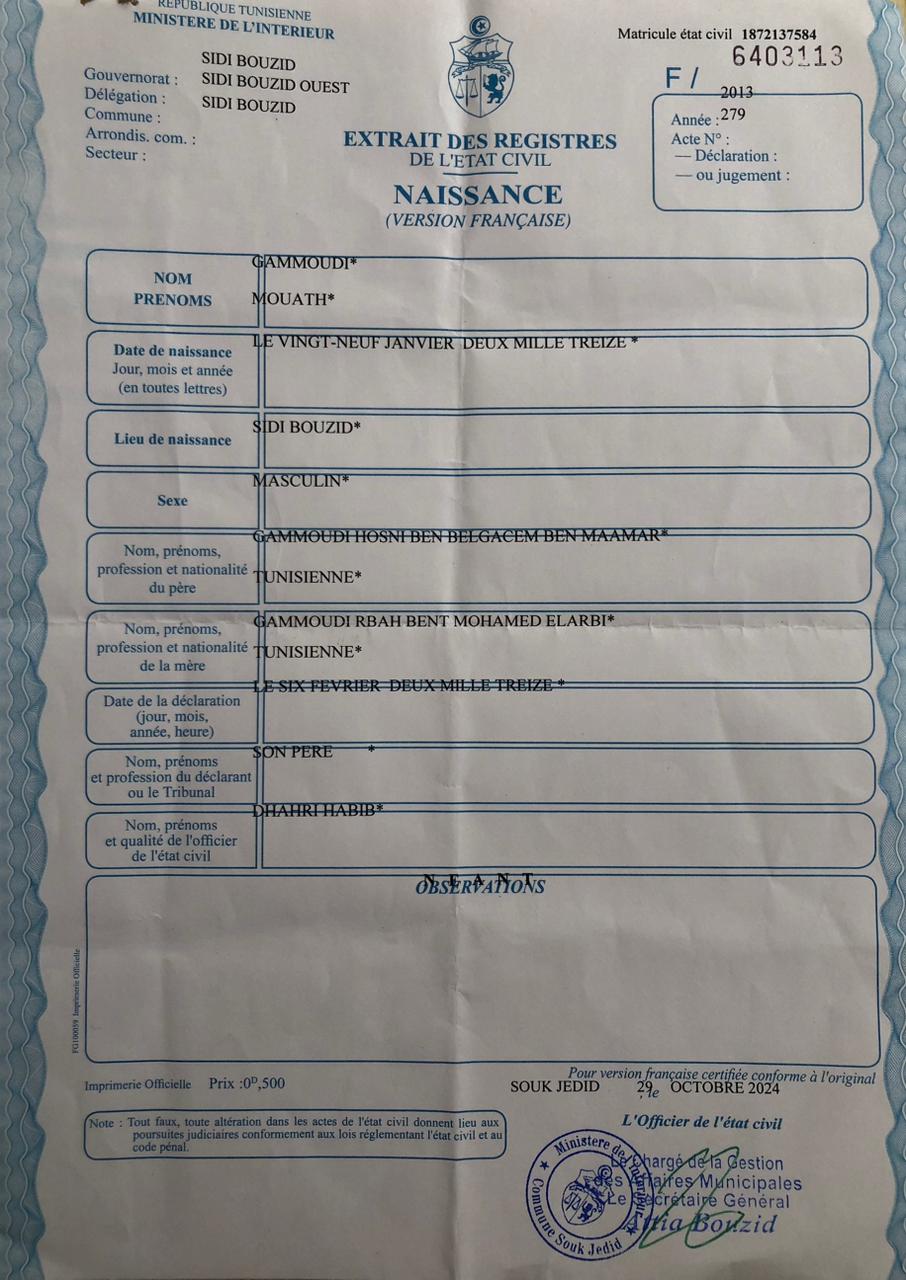 REPUBLIQUE TUNISIENNE
MINISTERE DE L'INTERIEUR
Matricule état civil 1872137584
6403113
F /
SIDI BOUZID
Gouvernorat : SIDI BOUZID OUEST
Délégation : SIDI BOUZID
Commune :
Arrondis. com. :
Secteur :
2013
Année : 279
Acte N° :
— Déclaration :
— ou jugement :
EXTRAIT DES REGISTRES
DE L'ETAT CIVIL
NAISSANCE
(VERSION FRANÇAISE)
NOM
PRENOMS
GAMMOUDI*
MOUATH*
Date de naissance
Jour, mois et année
(en toutes lettres)
LE VINGT-NEUF JANVIER DEUX MILLE TREIZE *
Lieu de naissance
SIDI BOUZID*
Sexe
MASCULIN*
Nom, prénoms,
profession et nationalité
du père
GAMMOUDI HOSNI BEN BELGACEM BEN MAAMAR*
TUNISIENNE*
Nom, prénoms,
profession et nationalité
de la mère
GAMMOUDI RBAH BENT MOHAMED ELARBI*
TUNISIENNE*
Date de la déclaration
(jour, mois,
année, heure)
LE SIX FEVRIER DEUX MILLE TREIZE *
Nom, prénoms
et profession du déclarant
ou le Tribunal
SON PERE *
Nom, prénoms
et qualité de l'officier
de l'état civil
DHAHRI HABIB*
N E A N T
OBSERVATIONS
FG100059 Imprimerie Officielle
Imprimerie Officielle Prix :0D,500
Pour version française certifiée conforme à l'original
SOUK JEDID 29 OCTOBRE 2024
, le
Note : Tout faux, toute altération dans les actes de l'état civil donnent lieu aux
poursuites judiciaires conformement aux lois réglementant l'état civil et au
code pénal.
L'Officier de l'état civil
Ministere de l'Interieur
Commune Souk Jedid
Le Chargé de la Gestion
des Affaires Municipales
Le Secrétaire Général
Attia Bouzid